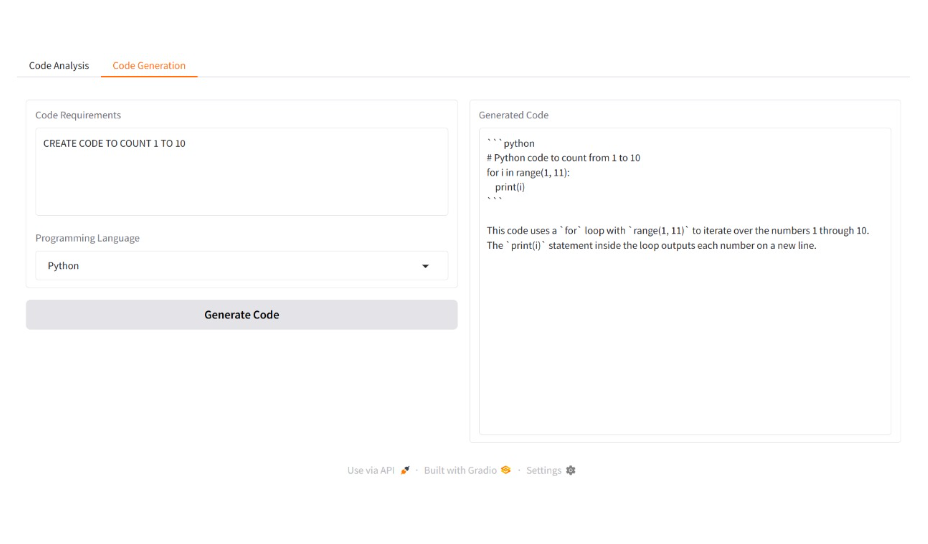 Code Analysis Code Generation
Code Requirements
CREATE CODE TO COUNT 1 TO 10
Programming Language
Python
Generate Code
Generated Code
```python
# Python code to count from 1 to 10
for i in range(1, 11):
    print(i)
```
This code uses a `for` loop with `range(1, 11)` to iterate over the numbers 1 through 10.
The `print(i)` statement inside the loop outputs each number on a new line.
Use via API · Built with Gradio · Settings